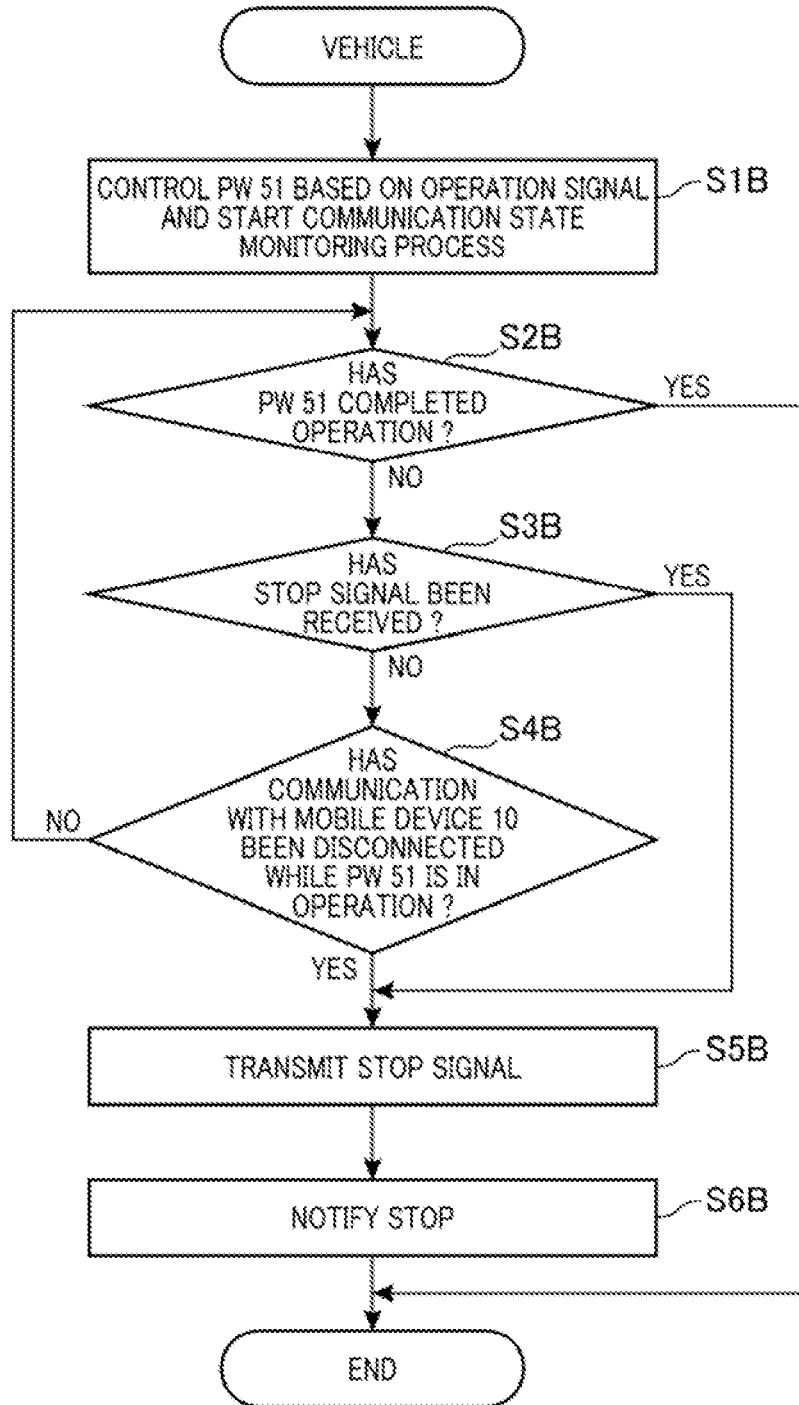 VEHICLE
CONTROL PW 51 BASED ON OPERATION SIGNAL
AND START COMMUNICATION STATE
MONITORING PROCESS
S1B
S2B
HAS
PW 51 COMPLETED
OPERATION ?
YES
NO
S3B
HAS
STOP SIGNAL BEEN
RECEIVED ?
YES
NO
S4B
HAS
COMMUNICATION
WITH MOBILE DEVICE 10
BEEN DISCONNECTED
WHILE PW 51 IS IN
OPERATION ?
NO
YES
TRANSMIT STOP SIGNAL
S5B
NOTIFY STOP
S6B
END